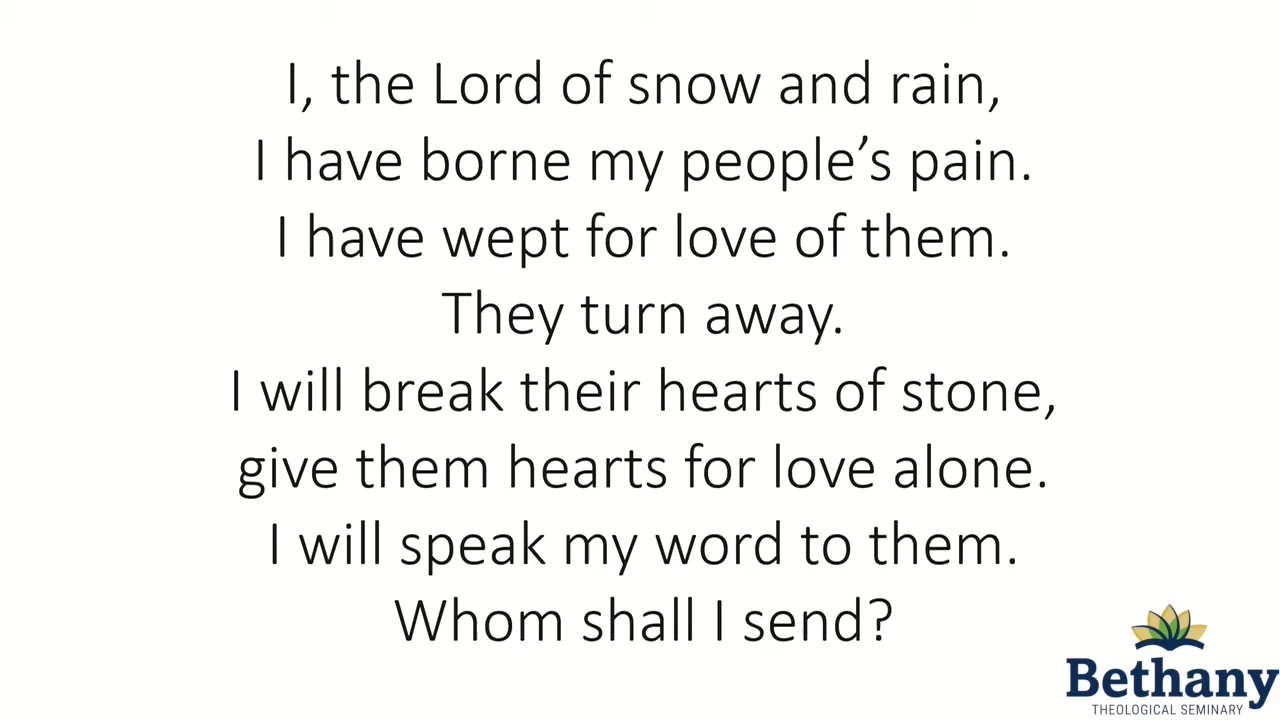 I, the Lord of snow and rain,
I have borne my people’s pain.
I have wept for love of them.
They turn away.
I will break their hearts of stone,
give them hearts for love alone.
I will speak my word to them.
Whom shall I send?
Bethany
THEOLOGICAL SEMINARY